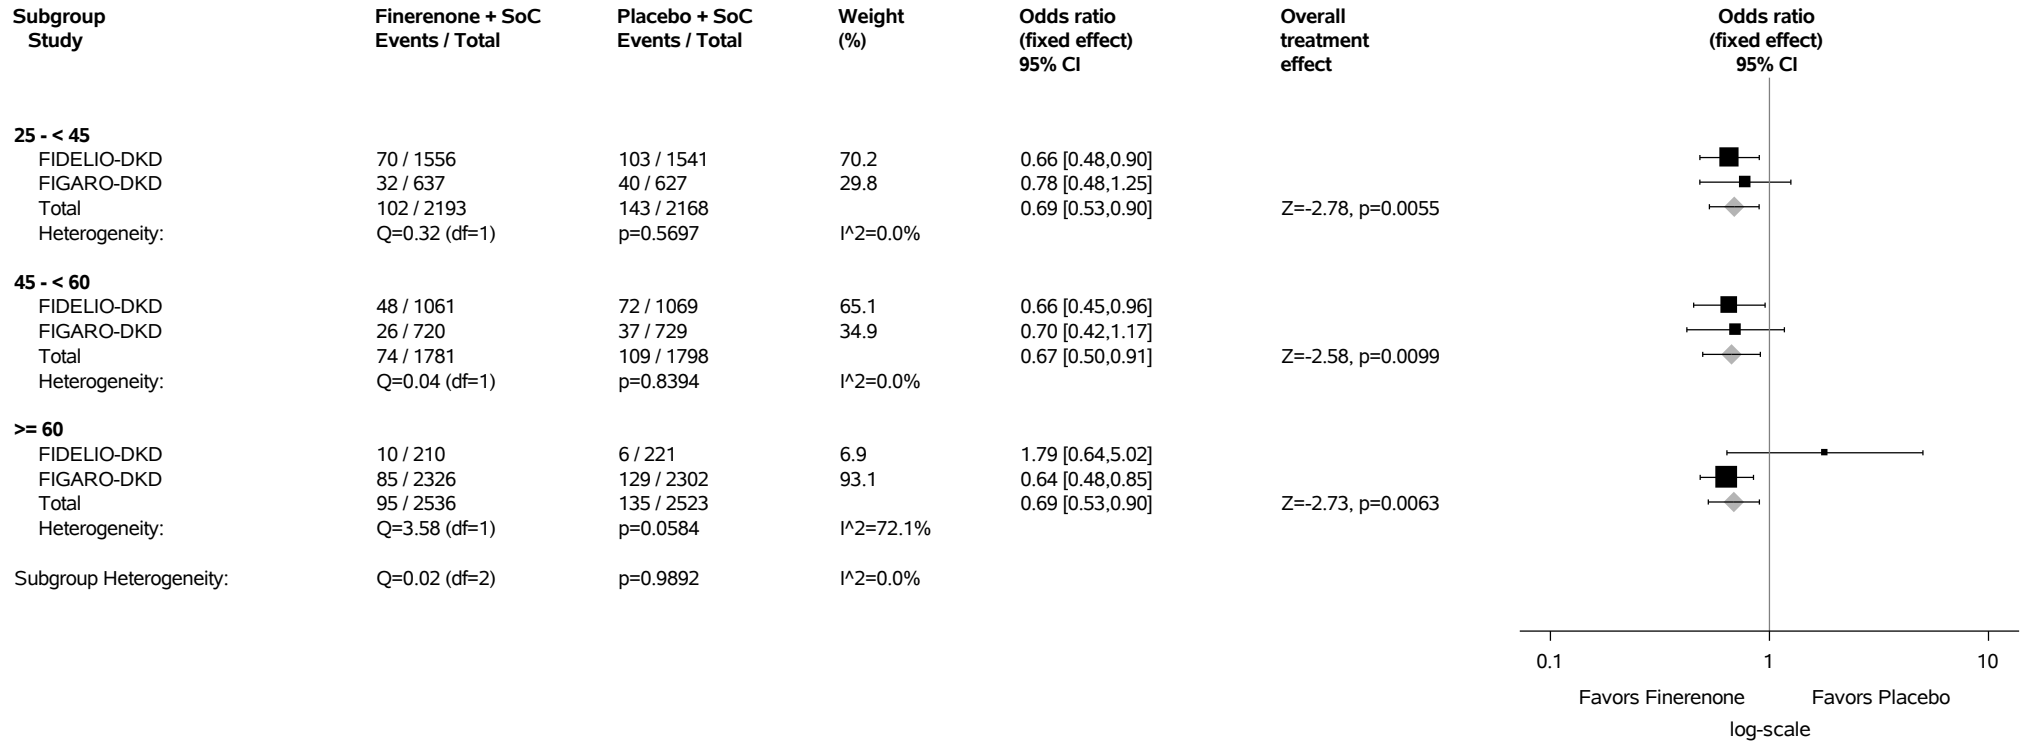 Subgroup Finerenone + SoC Placebo + SoC Weight Odds ratio Overall Odds ratio
Study Events / Total Events / Total (%) (fixed effect) treatment (fixed effect)
95% CI effect 95% CI
25 - < 45
FIDELIO-DKD 70 / 1556 103 / 1541 70.2 0.66 [0.48,0.90]
FIGARO-DKD 32 / 637 40 / 627 29.8 0.78 [0.48,1.25]
Total 102 / 2193 143 / 2168 0.69 [0.53,0.90] Z=-2.78, p=0.0055
Heterogeneity: Q=0.32 (df=1) p=0.5697 I^2=0.0%
45 - < 60
FIDELIO-DKD 48 / 1061 72 / 1069 65.1 0.66 [0.45,0.96]
FIGARO-DKD 26 / 720 37 / 729 34.9 0.70 [0.42,1.17]
Total 74 / 1781 109 / 1798 0.67 [0.50,0.91] Z=-2.58, p=0.0099
Heterogeneity: Q=0.04 (df=1) p=0.8394 I^2=0.0%
>= 60
FIDELIO-DKD 10 / 210 6 / 221 6.9 1.79 [0.64,5.02]
FIGARO-DKD 85 / 2326 129 / 2302 93.1 0.64 [0.48,0.85]
Total 95 / 2536 135 / 2523 0.69 [0.53,0.90] Z=-2.73, p=0.0063
Heterogeneity: Q=3.58 (df=1) p=0.0584 I^2=72.1%
Subgroup Heterogeneity: Q=0.02 (df=2) p=0.9892 I^2=0.0%
0.1 1 10
Favors Finerenone Favors Placebo
log-scale